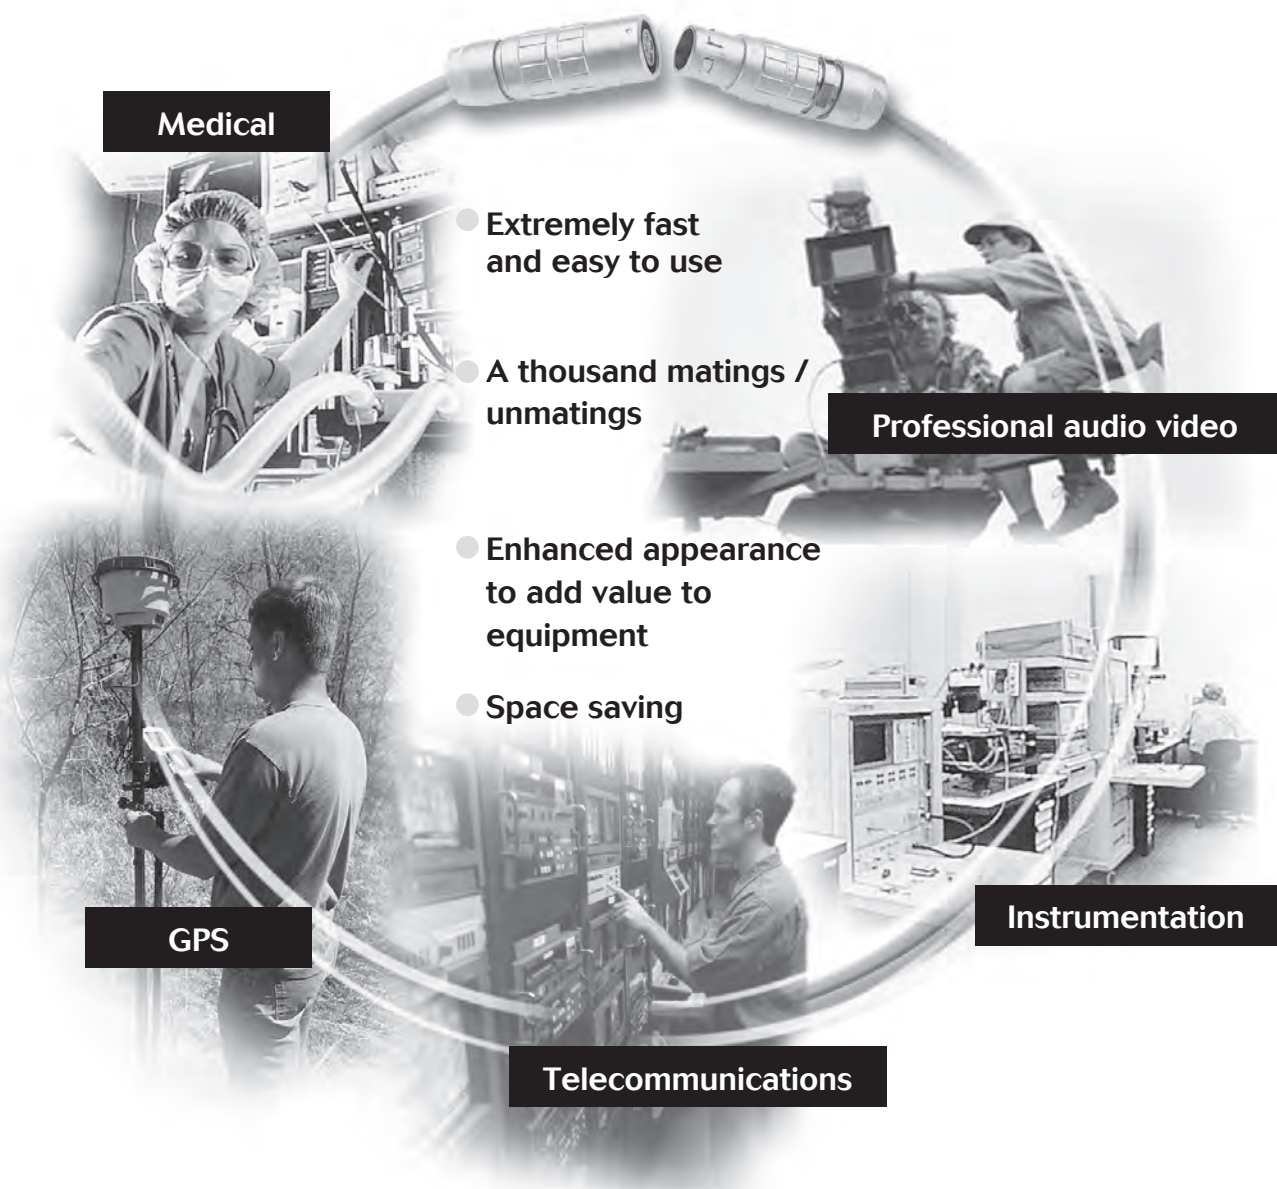 Medical
Extremely fast
and easy to use
A thousand matings /
unmatings
Professional audio video
Enhanced appearance
to add value to
equipment
Space saving
Instrumentation
GPS
Telecommunications